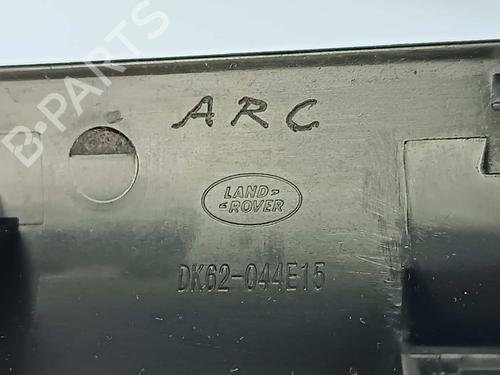 ARC
LAND-
-ROVER
DK62-044E15
B-PARTS